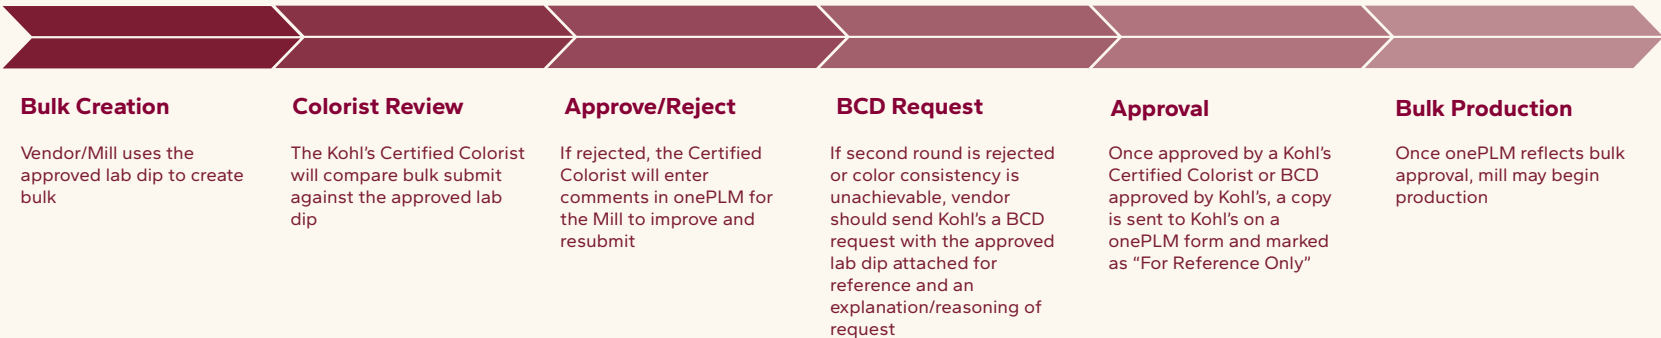 Bulk Creation
Vendor/Mill uses the
approved lab dip to create
bulk
Colorist Review
The Kohl's Certified Colorist
will compare bulk submit
against the approved lab
dip
Approve/Reject
If rejected, the Certified
Colorist will enter
comments in onePLM for
the Mill to improve and
resubmit
BCD Request
If second round is rejected
or color consistency is
unachievable, vendor
should send Kohl's a BCD
request with the approved
lab dip attached for
reference and an
explanation/reasoning of
request
Approval
Once approved by a Kohl's
Certified Colorist or BCD
approved by Kohl's, a copy
is sent to Kohl's on a
onePLM form and marked
as “For Reference Only”
Bulk Production
Once onePLM reflects bulk
approval, mill may begin
production